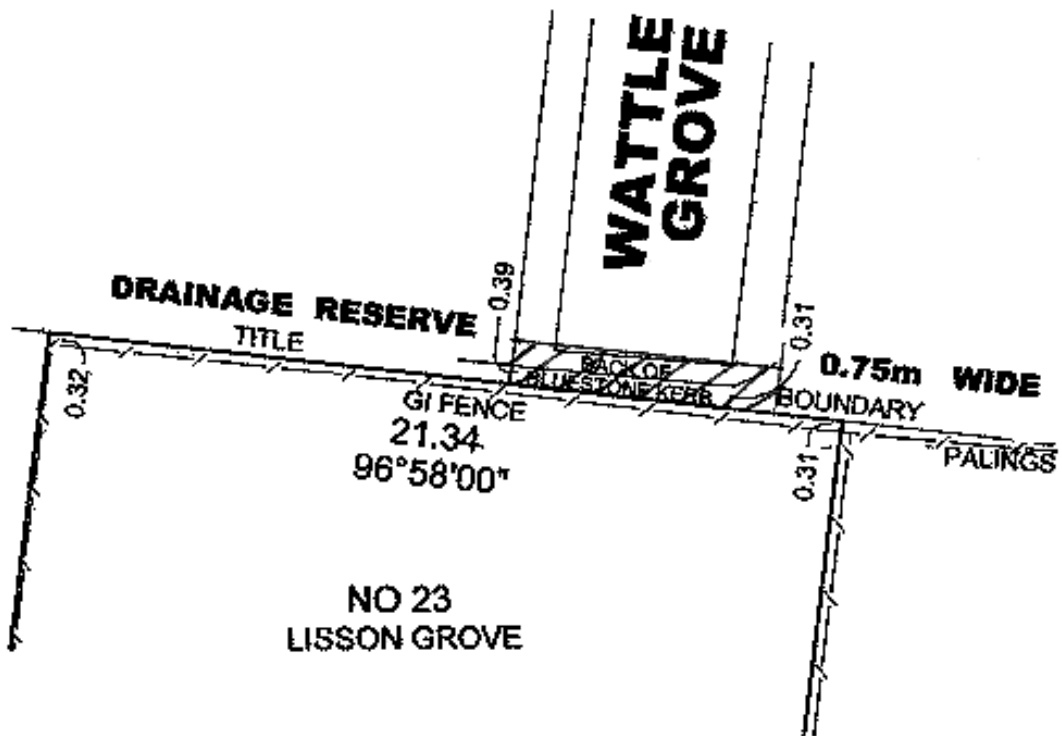 WATTLE
GROVE
DRAINAGE RESERVE
0.39
0.31
TITLE
BACK OF
0.75m WIDE
0.32
BLUESTONE KERB
BOUNDARY
GI FENCE
21.34
PALINGS
0.31
96°58'00"
NO 23
LISSON GROVE